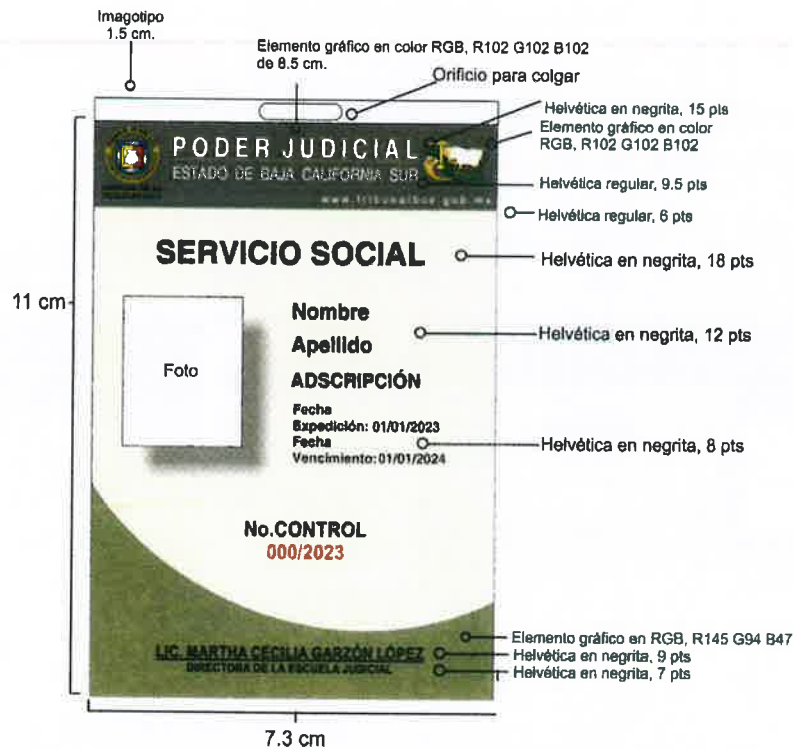 Imagotipo
1.5 cm.
Elemento gráfico en color RGB, R102 G102 B102
de 8.5 cm.
Orificio para colgar
Helvética en negrita, 15 pts
Elemento gráfico en color
RGB, R102 G102 B102
PODER JUDICIAL
ESTADO DE BAJA CALIFORNIA SUR
Helvética regular, 9.5 pts
www.tribunalbcs.gob.mx
Helvética regular, 6 pts
SERVICIO SOCIAL
Helvética en negrita, 18 pts
11 cm
Foto
Nombre
Apellido
Helvética en negrita, 12 pts
ADSCRIPCIÓN
Fecha
Expedición: 01/01/2023
Fecha
Vencimiento:01/01/2024
Helvética en negrita, 8 pts
No.CONTROL
000/2023
Elemento gráfico en RGB, R145 G94 B47
LIC. MARTHA CECILIA GARZÓN LÓPEZ
Helvética en negrita, 9 pts
DIRECTORA DE LA ESCUELA JUDICIAL
Helvética en negrita, 7 pts
7.3 cm